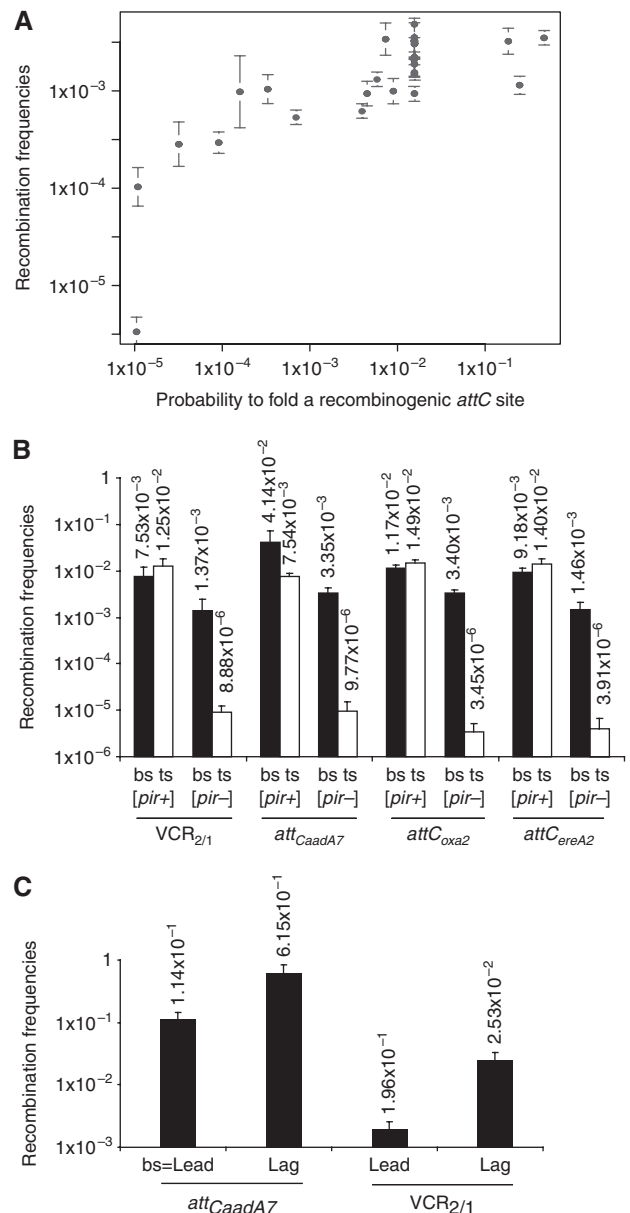 A
Recombination frequencies
1x10⁻³
1x10⁻⁴
1x10⁻⁵
1x10⁻⁵ 1x10⁻⁴ 1x10⁻³ 1x10⁻² 1x10⁻¹
Probability to fold a recombinogenic attC site
B
Recombination frequencies
1
1x10⁻¹
1x10⁻²
1x10⁻³
1x10⁻⁴
1x10⁻⁵
1x10⁻⁶
7.53x10⁻³
1.25x10⁻²
1.37x10⁻³
8.88x10⁻⁶
4.14x10⁻²
7.54x10⁻³
3.35x10⁻³
9.77x10⁻⁶
1.17x10⁻²
1.49x10⁻²
3.40x10⁻³
3.45x10⁻⁶
9.18x10⁻³
1.40x10⁻²
1.46x10⁻³
3.91x10⁻⁶
bs ts bs ts bs ts bs ts bs ts bs ts bs ts bs ts
[pir+] [pir–] [pir+] [pir–] [pir+] [pir–] [pir+] [pir–]
VCR2/1 attCaadA7 attCoxa2 attCereA2
C
Recombination frequencies
1
1x10⁻¹
1x10⁻²
1x10⁻³
1.14x10⁻¹
6.15x10⁻¹
1.96x10⁻¹
2.53x10⁻²
bs=Lead Lag Lead Lag
attCaadA7 VCR2/1